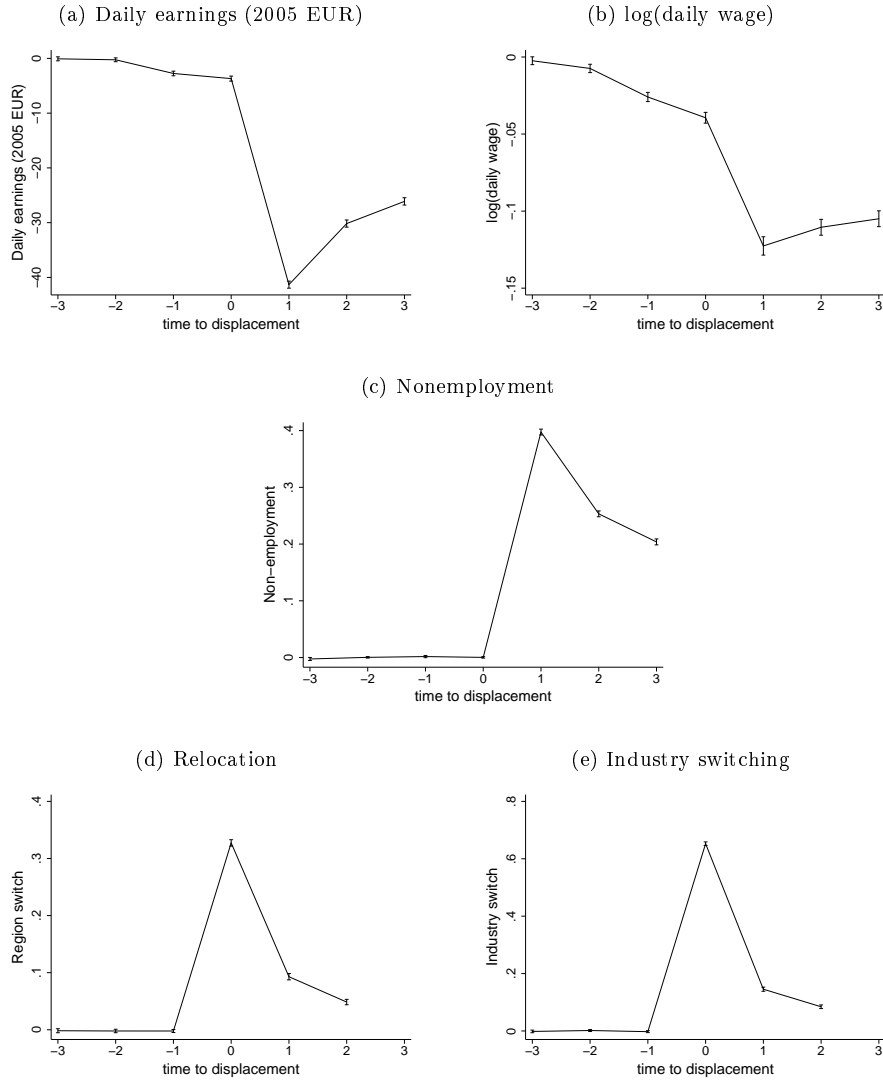 (a) Daily earnings (2005 EUR)
Daily earnings (2005 EUR)
0
−10
−20
−30
−40
−3 −2 −1 0 1 2 3
time to displacement
(b) log(daily wage)
log(daily wage)
0
−.05
−.1
−.15
−3 −2 −1 0 1 2 3
time to displacement
(c) Nonemployment
Non−employment
.4
.3
.2
.1
0
−3 −2 −1 0 1 2 3
time to displacement
(d) Relocation
Region switch
.4
.3
.2
.1
0
−3 −2 −1 0 1 2 3
time to displacement
(e) Industry switching
Industry switch
.8
.6
.4
.2
0
−3 −2 −1 0 1 2 3
time to displacement